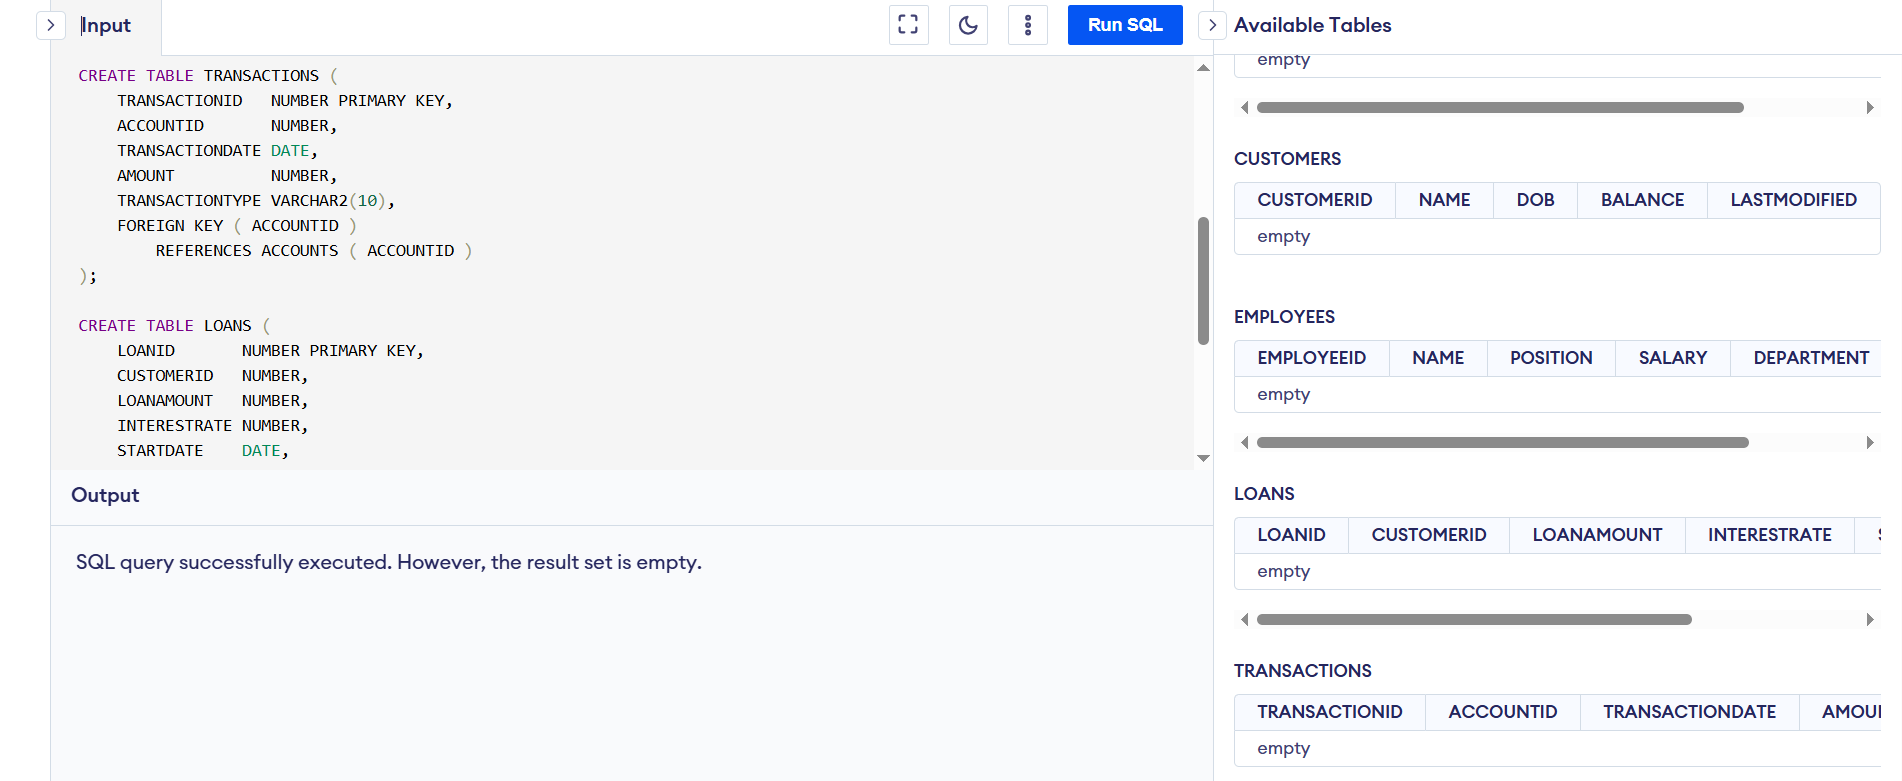 Input
Run SQL
CREATE TABLE TRANSACTIONS (
    TRANSACTIONID   NUMBER PRIMARY KEY,
    ACCOUNTID       NUMBER,
    TRANSACTIONDATE DATE,
    AMOUNT          NUMBER,
    TRANSACTIONTYPE VARCHAR2(10),
    FOREIGN KEY ( ACCOUNTID )
        REFERENCES ACCOUNTS ( ACCOUNTID )
);
CREATE TABLE LOANS (
    LOANID       NUMBER PRIMARY KEY,
    CUSTOMERID   NUMBER,
    LOANAMOUNT   NUMBER,
    INTERESTRATE NUMBER,
    STARTDATE    DATE,
Output
SQL query successfully executed. However, the result set is empty.
Available Tables
empty
CUSTOMERS
CUSTOMERID NAME DOB BALANCE LASTMODIFIED
empty
EMPLOYEES
EMPLOYEEID NAME POSITION SALARY DEPARTMENT
empty
LOANS
LOANID CUSTOMERID LOANAMOUNT INTERESTRATE
empty
TRANSACTIONS
TRANSACTIONID ACCOUNTID TRANSACTIONDATE AMOU
empty